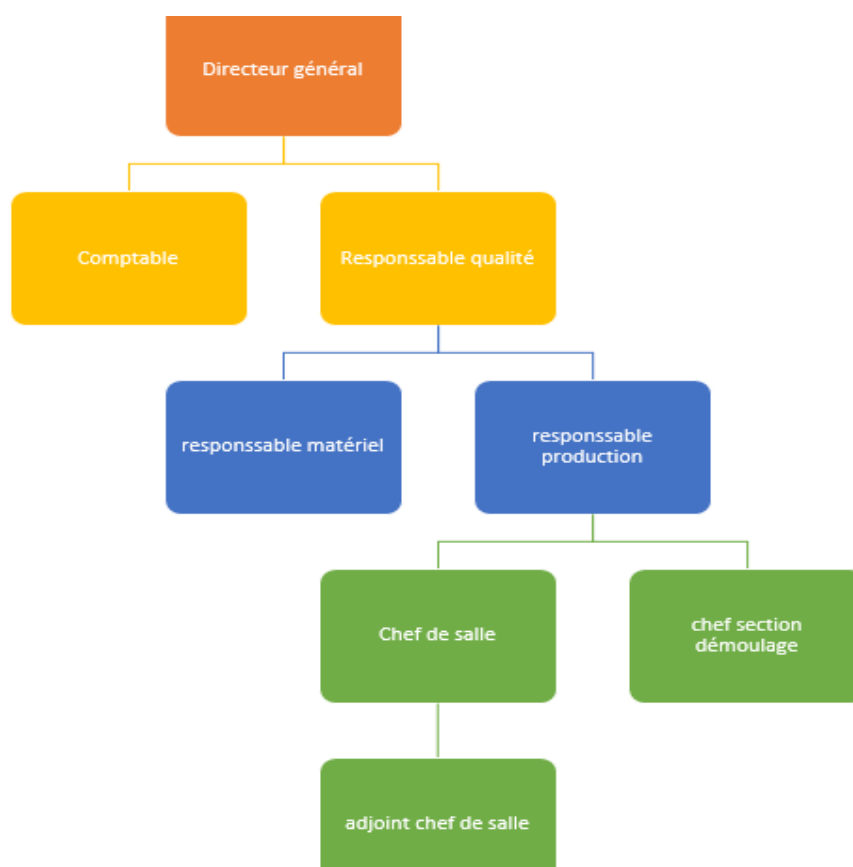 Directeur général
Comptable
Responssable qualité
responssable matériel
responssable
production
Chef de salle
chef section
démoulage
adjoint chef de salle